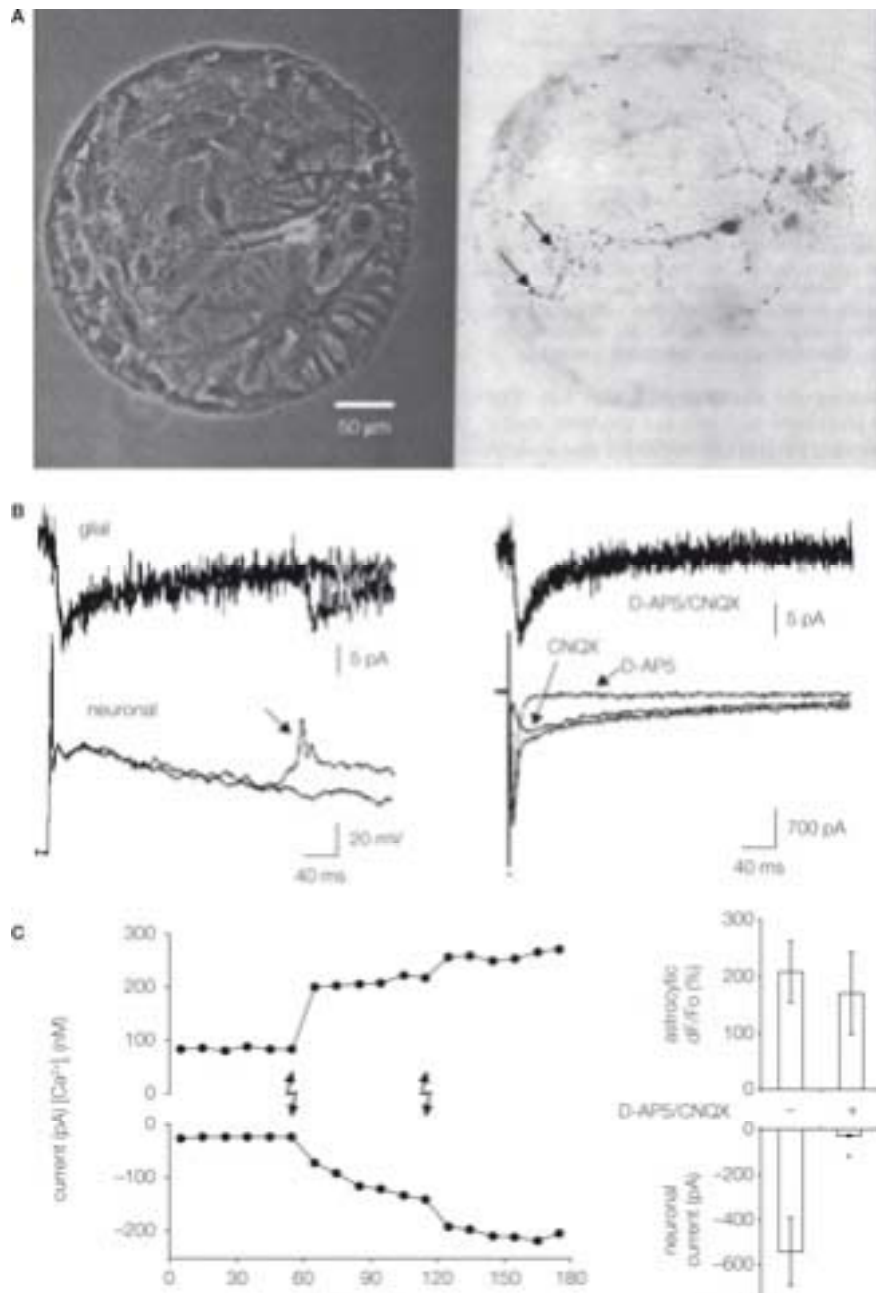 A
50 µm
B
glial
5 pA
neuronal
20 mV
40 ms
D-AP5/CNQX
5 pA
CNQX
D-AP5
700 pA
40 ms
C
current (pA) [Ca²⁺]ᵢ (nM)
300
200
100
0
0
-100
-200
0
30
60
90
120
150
180
astrocytic
dF/Fo (%)
300
200
100
0
D-AP5/CNQX
–
+
neuronal
current (pA)
0
-200
-400
-600